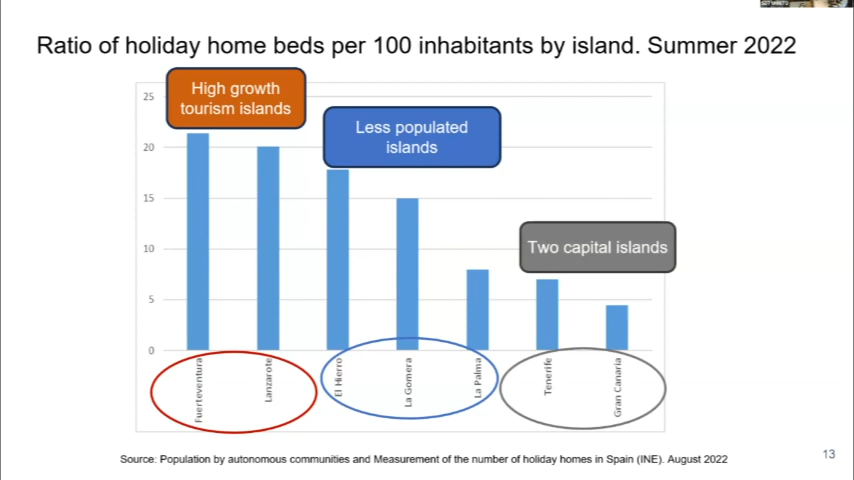 Ratio of holiday home beds per 100 inhabitants by island. Summer 2022
High growth
tourism islands
Less populated
islands
Two capital islands
25
20
15
10
5
0
Fuerteventura
Lanzarote
El Hierro
La Gomera
La Palma
Tenerife
Gran Canaria
Source: Population by autonomous communities and Measurement of the number of holiday homes in Spain (INE). August 2022
13